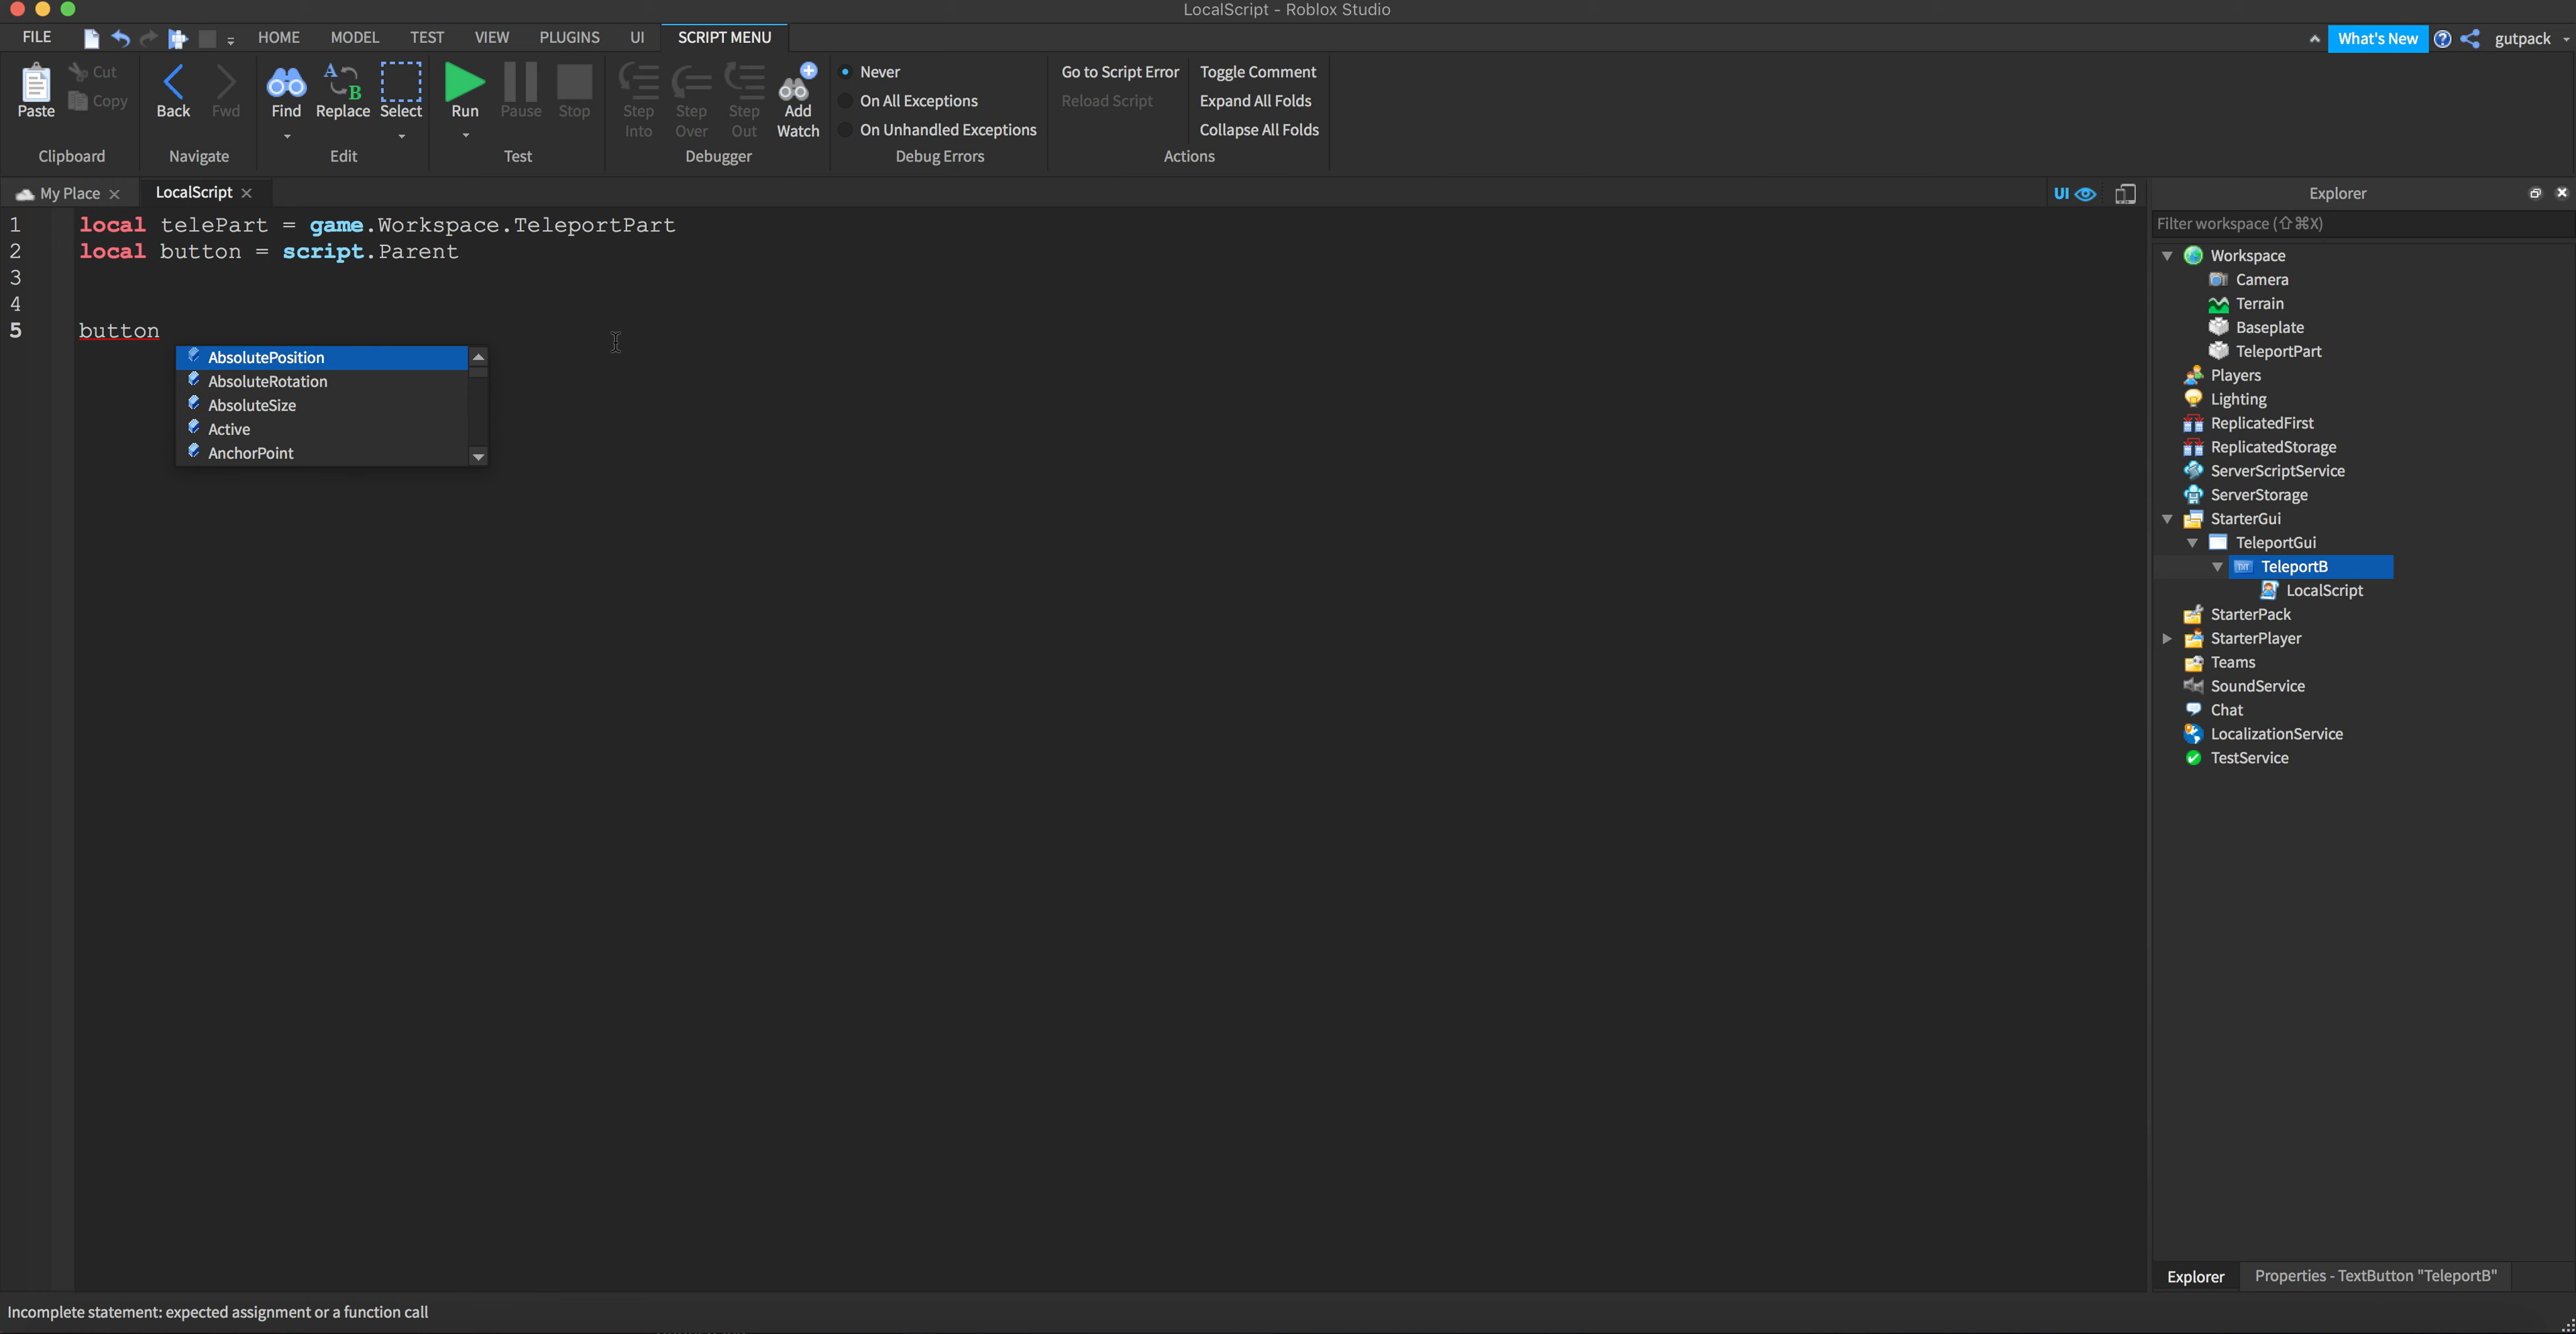 LocalScript - Roblox Studio
FILE HOME MODEL TEST VIEW PLUGINS UI SCRIPT MENU What's New gutpack
Paste Cut Copy Back Fwd Find Replace Select Run Pause Stop Step Into Step Over Step Out Add Watch
Never
On All Exceptions
On Unhandled Exceptions
Go to Script Error
Reload Script
Toggle Comment
Expand All Folds
Collapse All Folds
Clipboard Navigate Edit Test Debugger Debug Errors Actions
My Place LocalScript UI
1 local telePart = game.Workspace.TeleportPart
2 local button = script.Parent
3
4
5 button
AbsolutePosition
AbsoluteRotation
AbsoluteSize
Active
AnchorPoint
Explorer
Filter workspace (⇧⌘X)
Workspace
Camera
Terrain
Baseplate
TeleportPart
Players
Lighting
ReplicatedFirst
ReplicatedStorage
ServerScriptService
ServerStorage
StarterGui
TeleportGui
TXT TeleportB
LocalScript
StarterPack
StarterPlayer
Teams
SoundService
Chat
LocalizationService
TestService
Explorer Properties - TextButton "TeleportB"
Incomplete statement: expected assignment or a function call